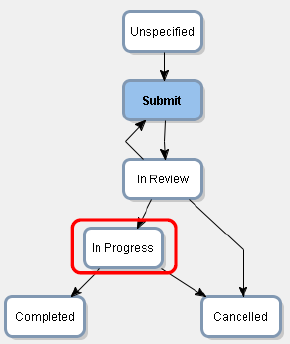 Unspecified
Submit
In Review
In Progress
Completed
Cancelled